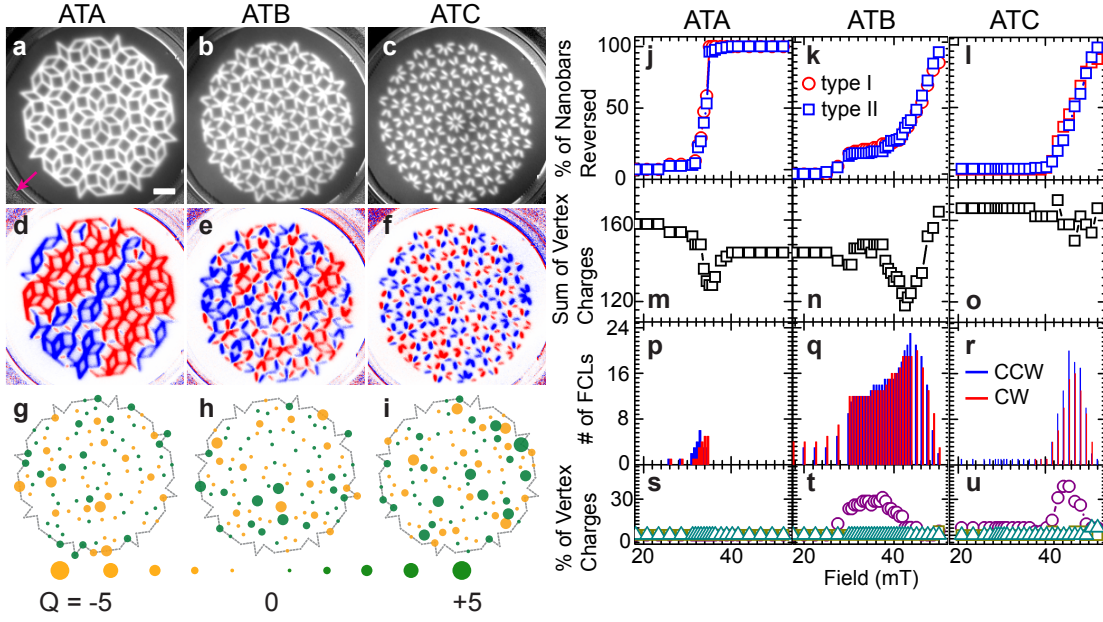 ATA ATB ATC
a b c
d e f
g h i
Q = -5 0 +5
ATA ATB ATC
% of Nanobars
Reversed
100
50
0
j k l
type I
type II
Sum of Vertex
Charges
160
120
m n o
# of FCLs
24
16
8
0
p q r
CCW
CW
% of Vertex
Charges
30
0
s t u
20 40 20 40 20 40
Field (mT)